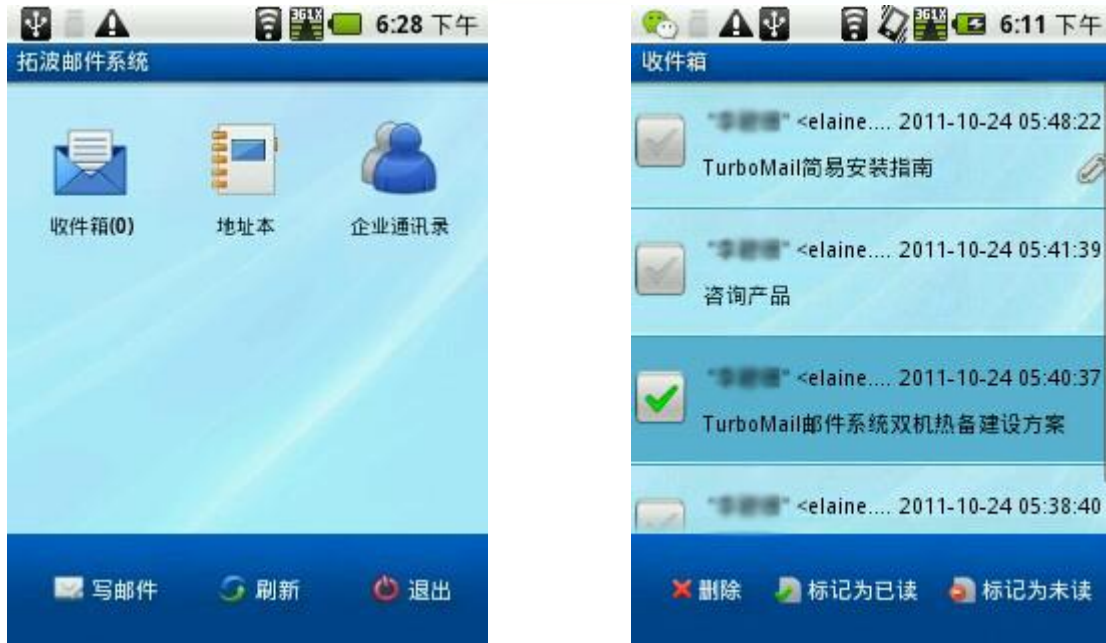 6:28 下午
拓波邮件系统
收件箱(0)
地址本
企业通讯录
写邮件
刷新
退出
6:11 下午
收件箱
<elaine.... 2011-10-24 05:48:22
TurboMail简易安装指南
<elaine.... 2011-10-24 05:41:39
咨询产品
<elaine.... 2011-10-24 05:40:37
TurboMail邮件系统双机热备建设方案
<elaine.... 2011-10-24 05:38:40
删除
标记为已读
标记为未读